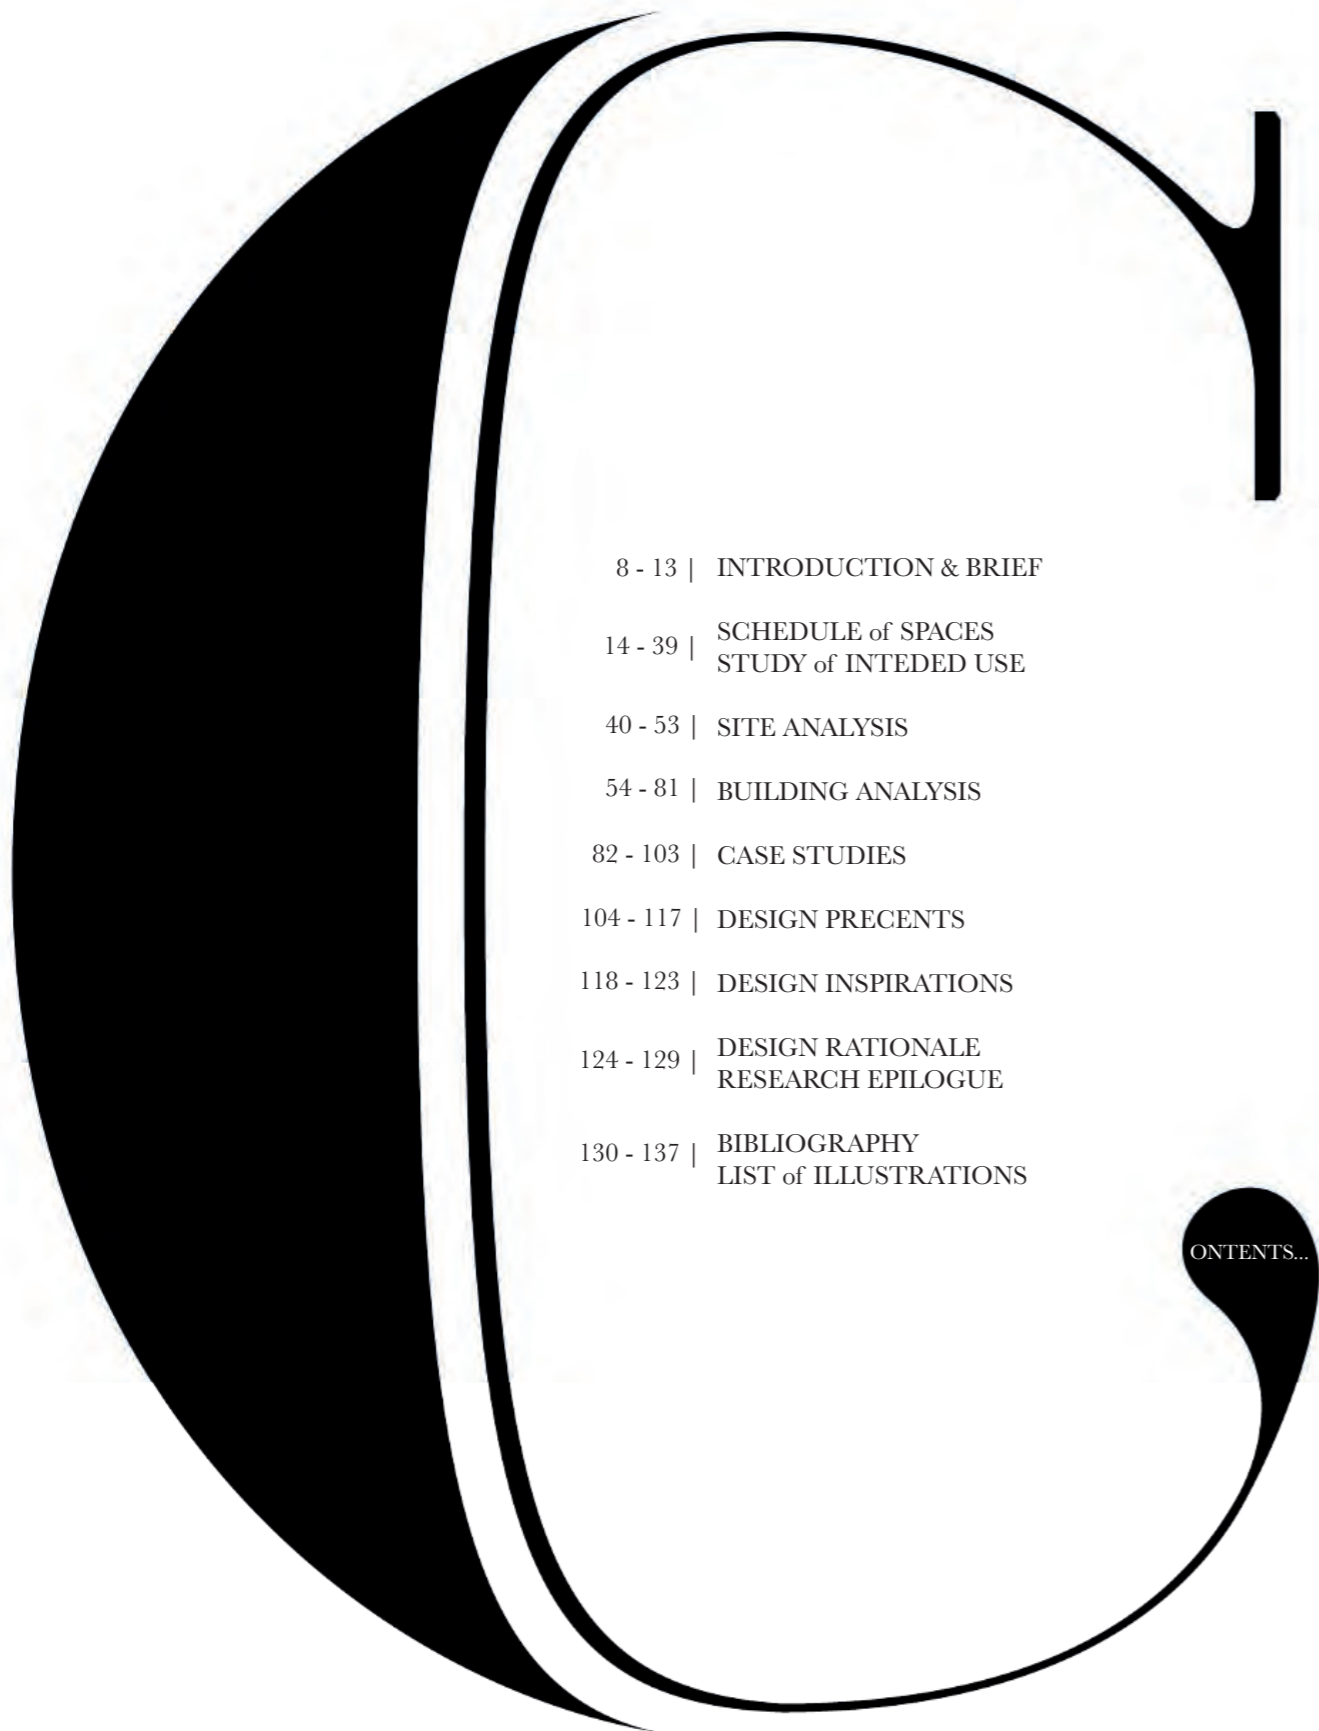 C
8 - 13 | INTRODUCTION & BRIEF
14 - 39 | SCHEDULE of SPACES
STUDY of INTEDED USE
40 - 53 | SITE ANALYSIS
54 - 81 | BUILDING ANALYSIS
82 - 103 | CASE STUDIES
104 - 117 | DESIGN PRECENTS
118 - 123 | DESIGN INSPIRATIONS
124 - 129 | DESIGN RATIONALE
RESEARCH EPILOGUE
130 - 137 | BIBLIOGRAPHY
LIST of ILLUSTRATIONS
ONTENTS...